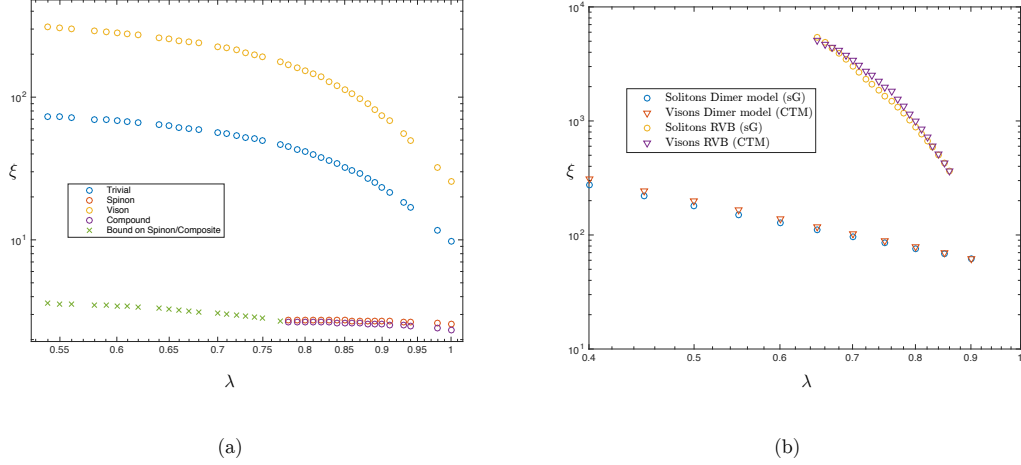 10^2
10^1
ξ
Trivial
Spinon
Vison
Compound
Bound on Spinon/Composite
0.55 0.6 0.65 0.7 0.75 0.8 0.85 0.9 0.95 1
λ
(a)
10^4
10^3
10^2
10^1
ξ
Solitons Dimer model (sG)
Visons Dimer model (CTM)
Solitons RVB (sG)
Visons RVB (CTM)
0.4 0.5 0.6 0.7 0.8 0.9 1
λ
(b)